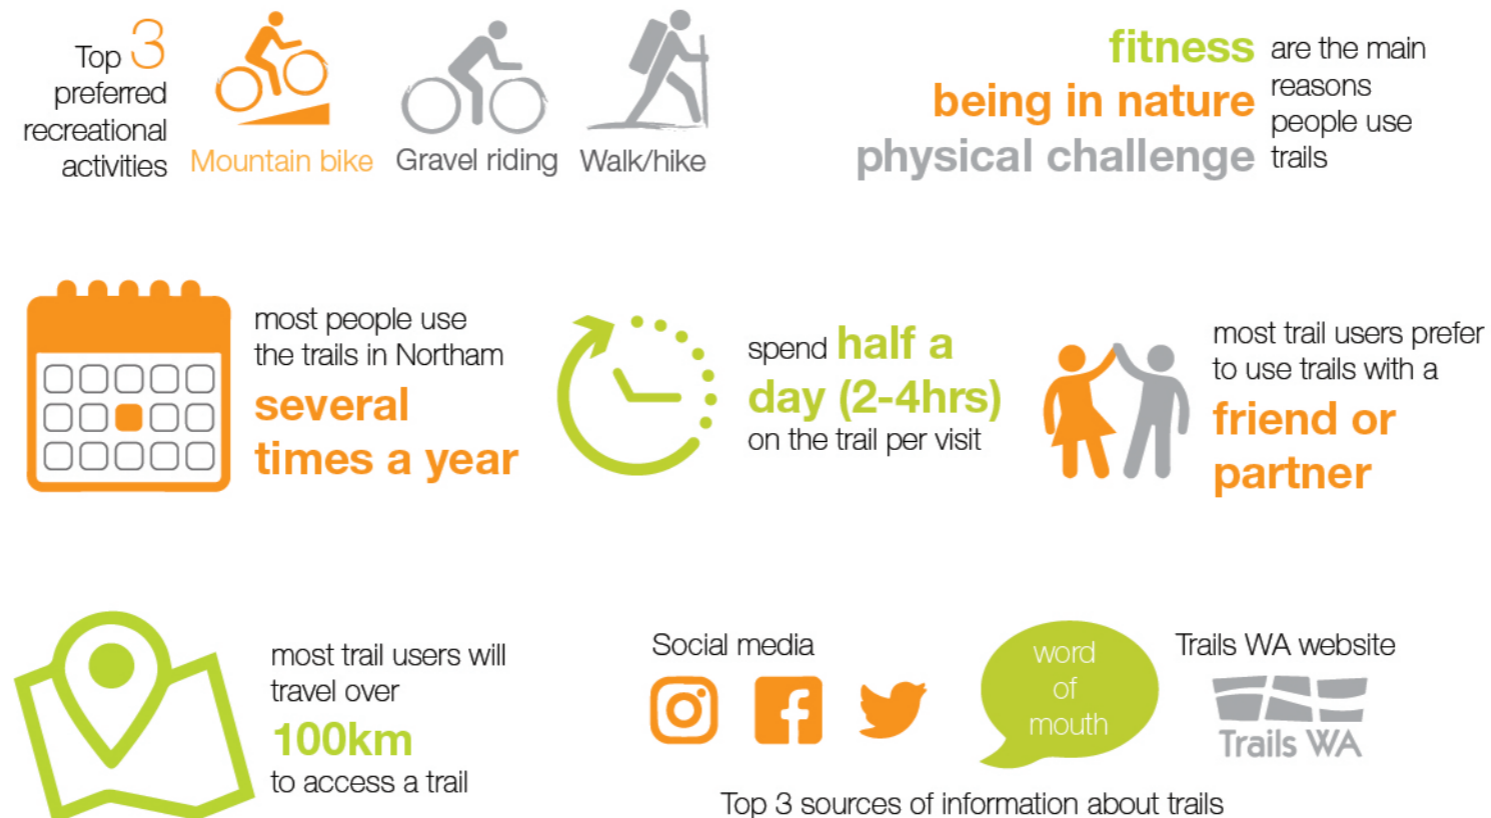 Top 3
preferred
recreational
activities
Mountain bike
Gravel riding
Walk/hike
fitness
being in nature
physical challenge
are the main
reasons
people use
trails
most people use
the trails in Northam
several
times a year
spend half a
day (2-4hrs)
on the trail per visit
most trail users prefer
to use trails with a
friend or
partner
most trail users will
travel over
100km
to access a trail
Social media
word
of
mouth
Trails WA website
Trails WA
Top 3 sources of information about trails